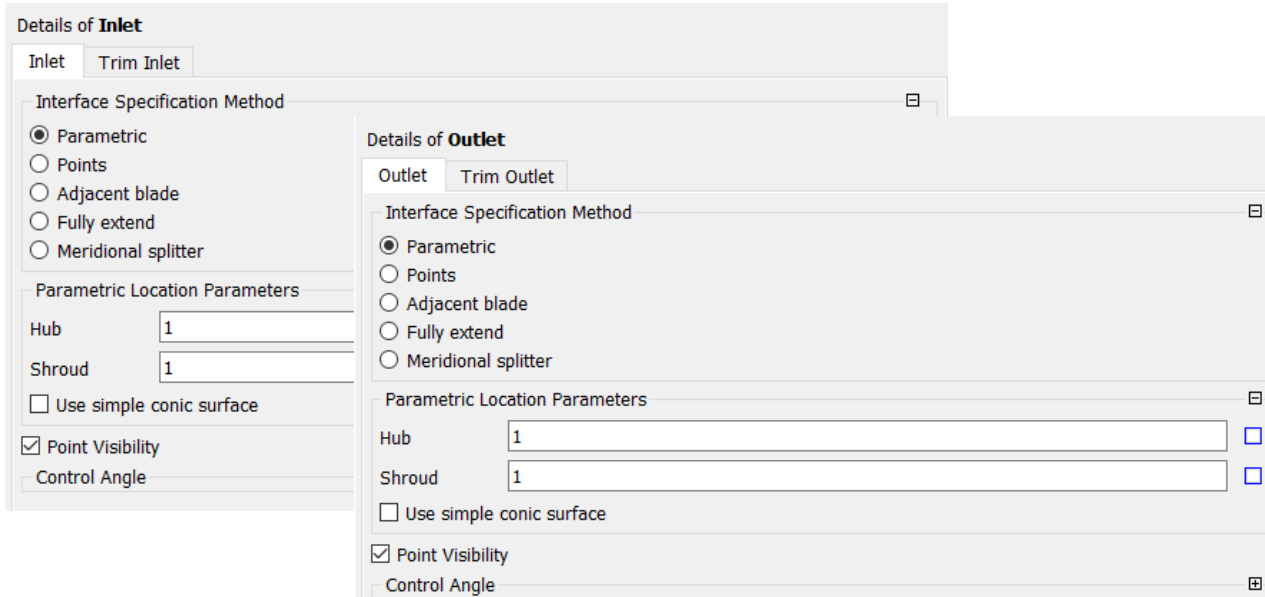 Details of Inlet
Inlet Trim Inlet
Interface Specification Method
Parametric
Points
Adjacent blade
Fully extend
Meridional splitter
Parametric Location Parameters
Hub 1
Shroud 1
Use simple conic surface
Point Visibility
Control Angle
Details of Outlet
Outlet Trim Outlet
Interface Specification Method
Parametric
Points
Adjacent blade
Fully extend
Meridional splitter
Parametric Location Parameters
Hub 1
Shroud 1
Use simple conic surface
Point Visibility
Control Angle